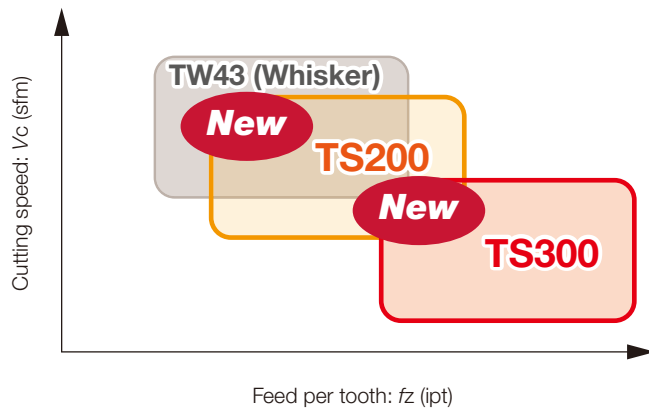 Cutting speed: Vc (sfm)
TW43 (Whisker)
New
TS200
New
TS300
Feed per tooth: fz (ipt)